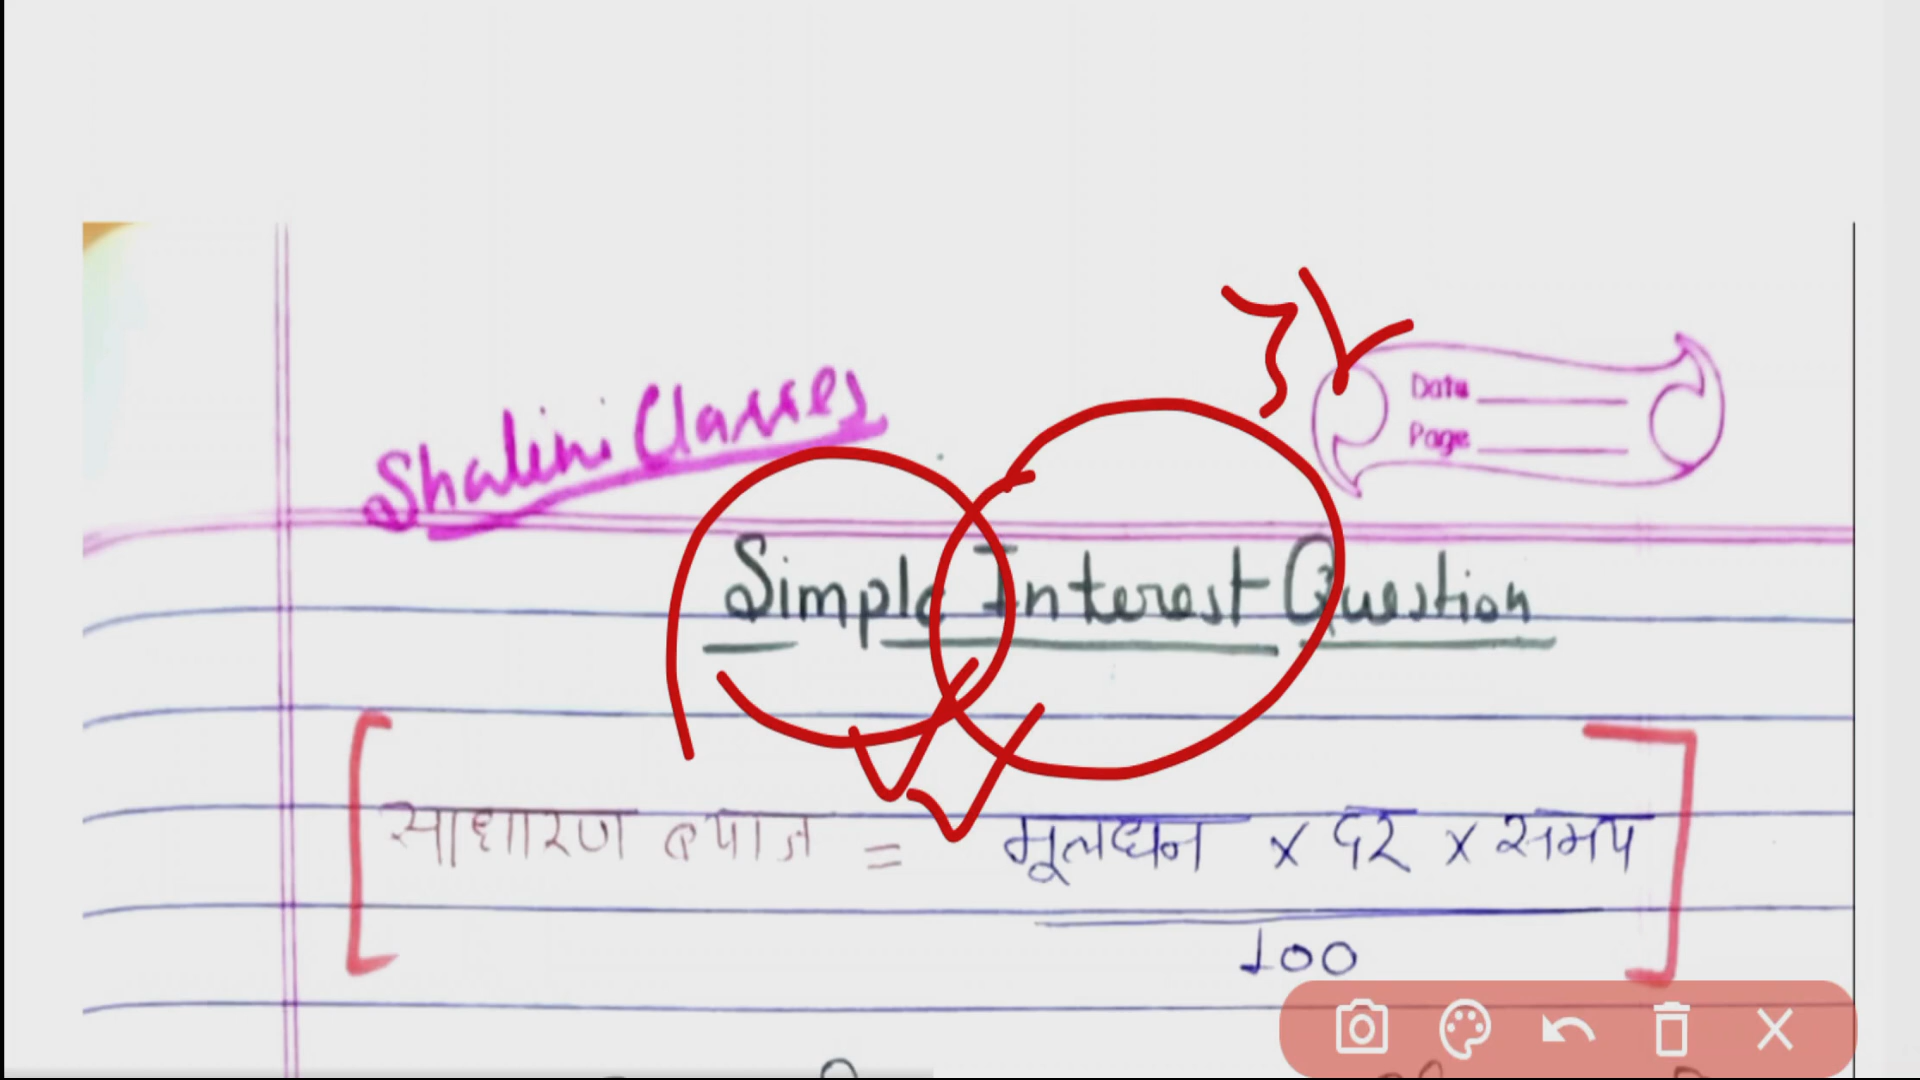 Shalini Classes
Date
Page
Simple Interest Question
साधारण ब्याज = मूलधन x दर x समय
100